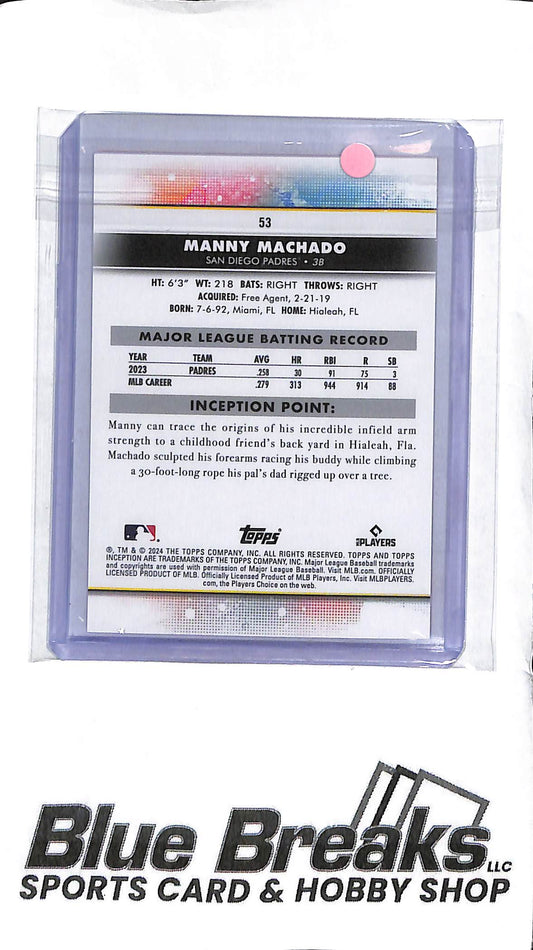 53
MANNY MACHADO
SAN DIEGO PADRES • 3B
HT: 6'3" WT: 218 BATS: RIGHT THROWS: RIGHT
ACQUIRED: Free Agent, 2-21-19
BORN: 7-6-92, Miami, FL HOME: Hialeah, FL
MAJOR LEAGUE BATTING RECORD
YEAR TEAM AVG HR RBI R SB
2023 PADRES .258 30 91 75 3
MLB CAREER .279 313 944 914 88
INCEPTION POINT:
Manny can trace the origins of his incredible infield arm
strength to a childhood friend's back yard in Hialeah, Fla.
Machado sculpted his forearms racing his buddy while climbing
a 30-foot-long rope his pal's dad rigged up over a tree.
Topps
MLB PLAYERS
®, TM & © 2024 THE TOPPS COMPANY, INC. ALL RIGHTS RESERVED. TOPPS AND TOPPS
INCEPTION ARE TRADEMARKS OF THE TOPPS COMPANY, INC. Major League Baseball trademarks
and copyrights are used with permission of Major League Baseball. Visit MLB.com. OFFICIALLY
LICENSED PRODUCT OF MLB. Officially Licensed Product of MLB Players, Inc. Visit MLBPLAYERS.
com, the Players Choice on the web.
Blue Breaks LLC
SPORTS CARD & HOBBY SHOP